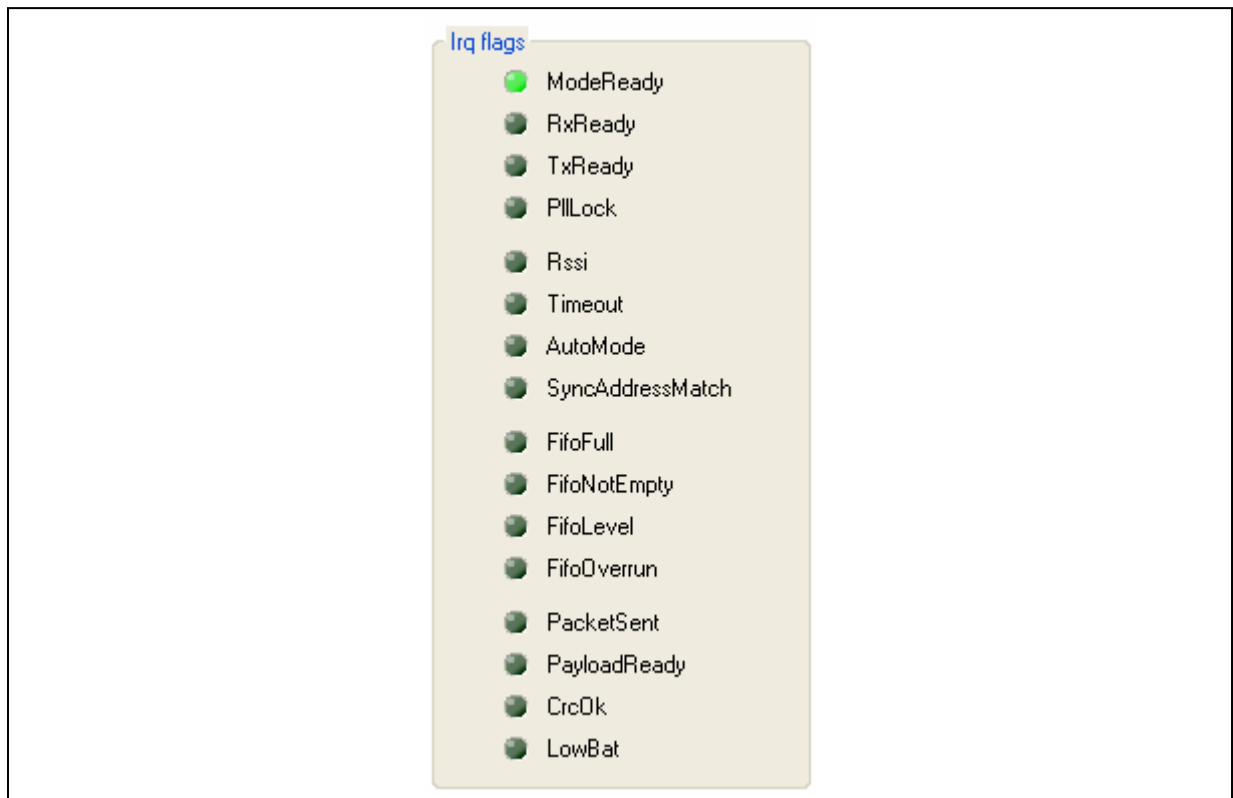 Irq flags
ModeReady
RxReady
TxReady
PllLock
Rssi
Timeout
AutoMode
SyncAddressMatch
FifoFull
FifoNotEmpty
FifoLevel
FifoOverrun
PacketSent
PayloadReady
CrcOk
LowBat